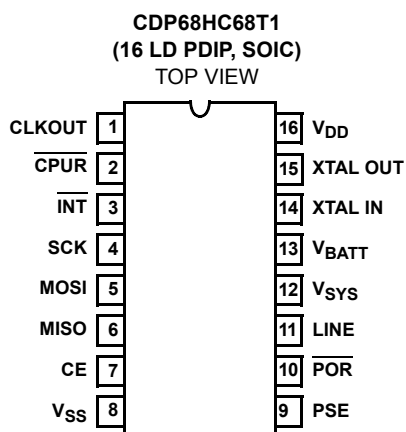 CDP68HC68T1
(16 LD PDIP, SOIC)
TOP VIEW
CLKOUT 1 16 VDD
CPUR 2 15 XTAL OUT
INT 3 14 XTAL IN
SCK 4 13 VBATT
MOSI 5 12 VSYS
MISO 6 11 LINE
CE 7 10 POR
VSS 8 9 PSE